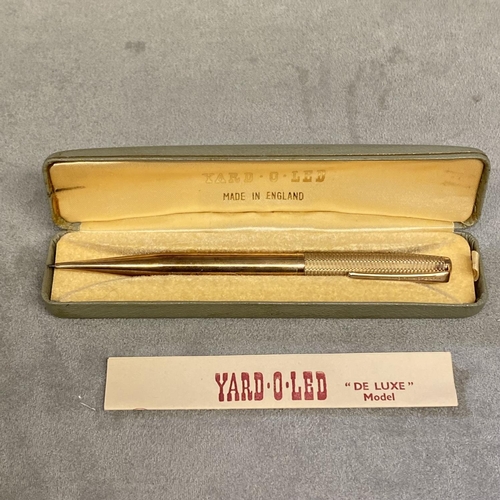 YARD·O·LED
MADE IN ENGLAND
YARD·O·LED "DE LUXE"
Model